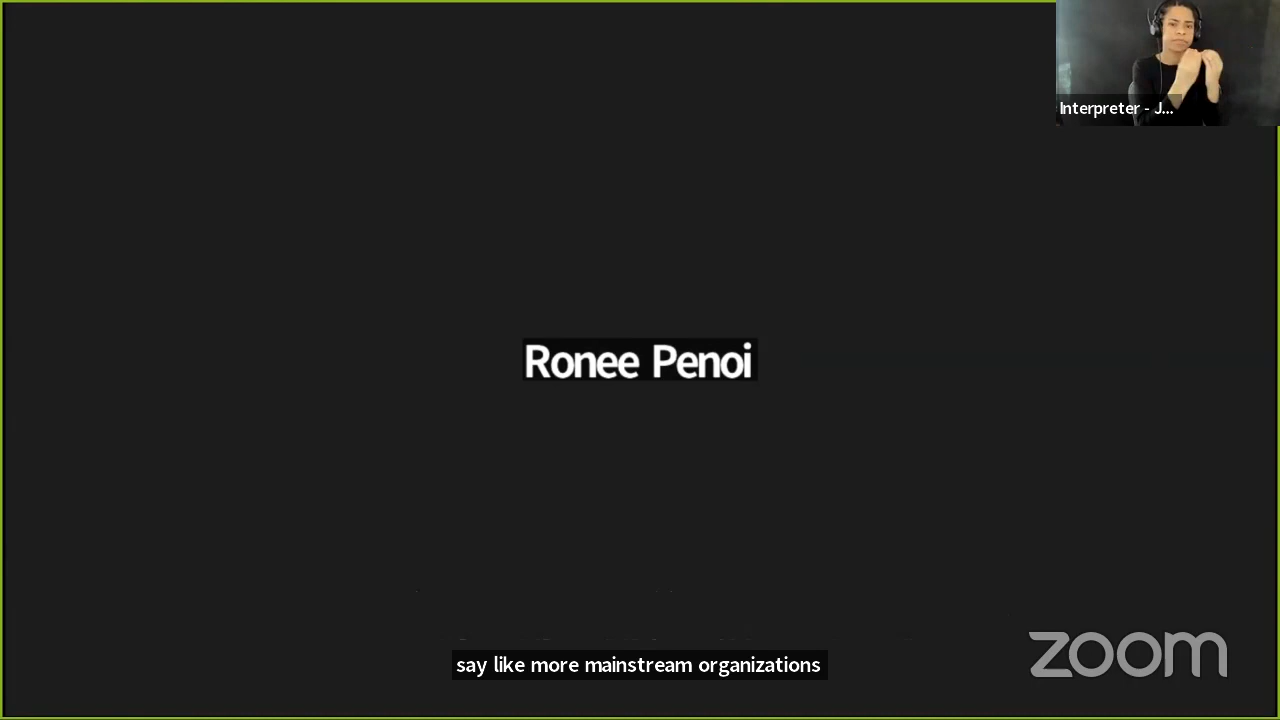 Interpreter - J...
Ronee Penoi
say like more mainstream organizations
zoom